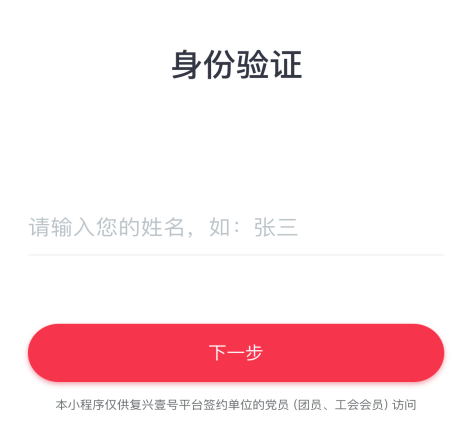 身份验证
请输入您的姓名，如：张三
下一步
本小程序仅供复兴壹号平台签约单位的党员 (团员、工会会员) 访问